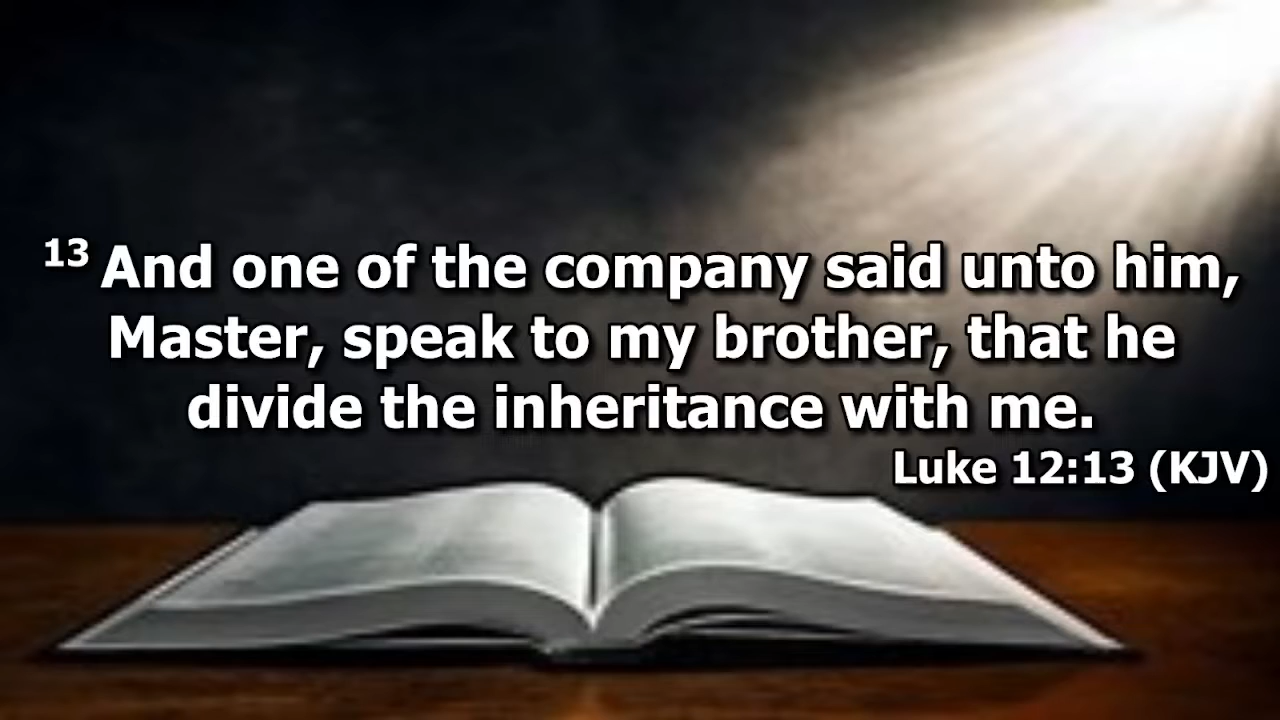 13 And one of the company said unto him,
Master, speak to my brother, that he
divide the inheritance with me.
Luke 12:13 (KJV)